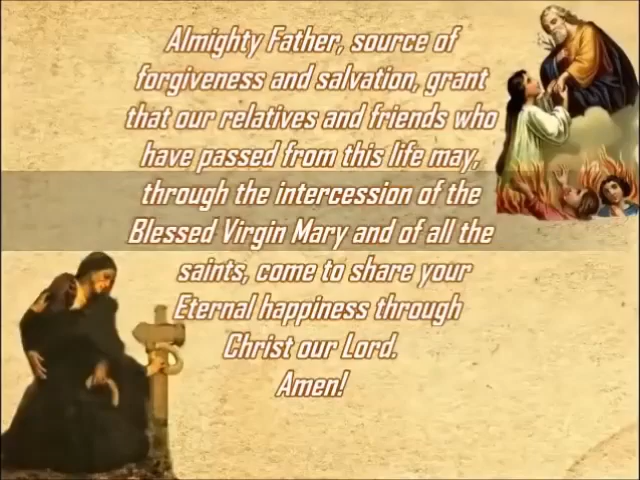 Almighty Father, source of
forgiveness and salvation, grant
that our relatives and friends who
have passed from this life may,
through the intercession of the
Blessed Virgin Mary and of all the
saints, come to share your
Eternal happiness through
Christ our Lord.
Amen!